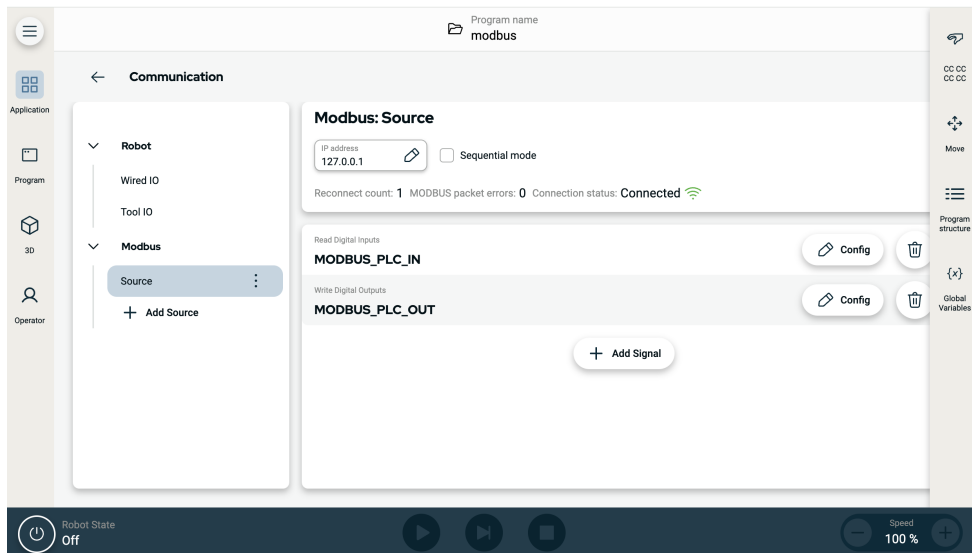 Program name
modbus
Application
Program
3D
Operator
Communication
Robot
Wired IO
Tool IO
Modbus
Source
Add Source
Modbus: Source
IP address
127.0.0.1
Sequential mode
Reconnect count: 1 MODBUS packet errors: 0 Connection status: Connected
Read Digital Inputs
MODBUS_PLC_IN
Config
Write Digital Outputs
MODBUS_PLC_OUT
Config
Add Signal
CC CC
CC CC
Move
Program
structure
{x}
Global
Variables
Robot State
Off
Speed
100 %